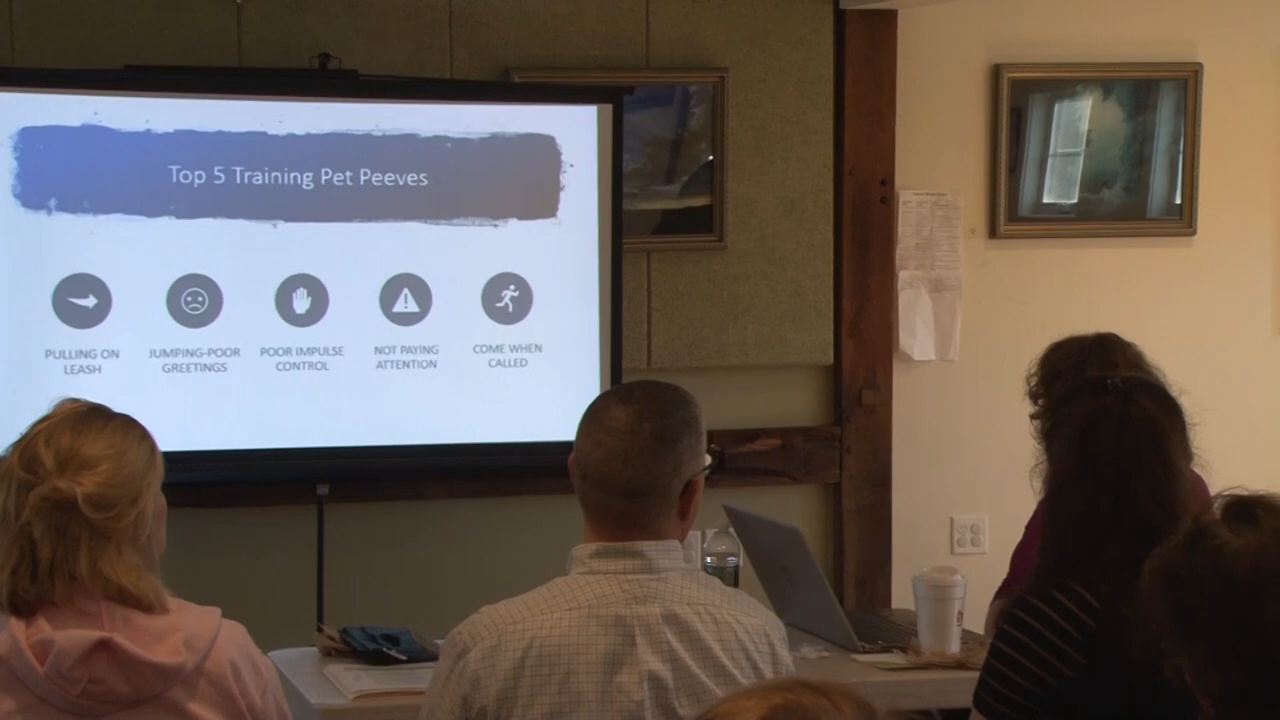 Top 5 Training Pet Peeves
PULLING ON
LEASH
JUMPING-POOR
GREETINGS
POOR IMPULSE
CONTROL
NOT PAYING
ATTENTION
COME WHEN
CALLED